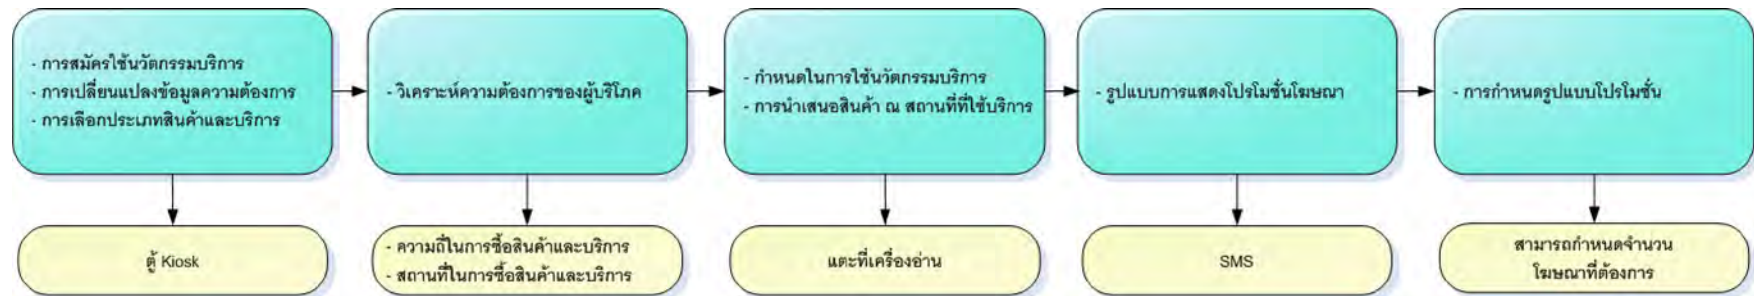 - การสมัครใช้นวัตกรรมบริการ
- การเปลี่ยนแปลงข้อมูลความต้องการ
- การเลือกประเภทสินค้าและบริการ
- วิเคราะห์ความต้องการของผู้บริโภค
- กำหนดในการใช้นวัตกรรมบริการ
- การนำเสนอสินค้า ณ สถานที่ที่ใช้บริการ
- รูปแบบการแสดงโปรโมชั่นโฆษณา
- การกำหนดรูปแบบโปรโมชั่น
ตู้ Kiosk
- ความถี่ในการซื้อสินค้าและบริการ
- สถานที่ในการซื้อสินค้าและบริการ
แตะที่เครื่องอ่าน
SMS
สามารถกำหนดจำนวน
โฆษณาที่ต้องการ